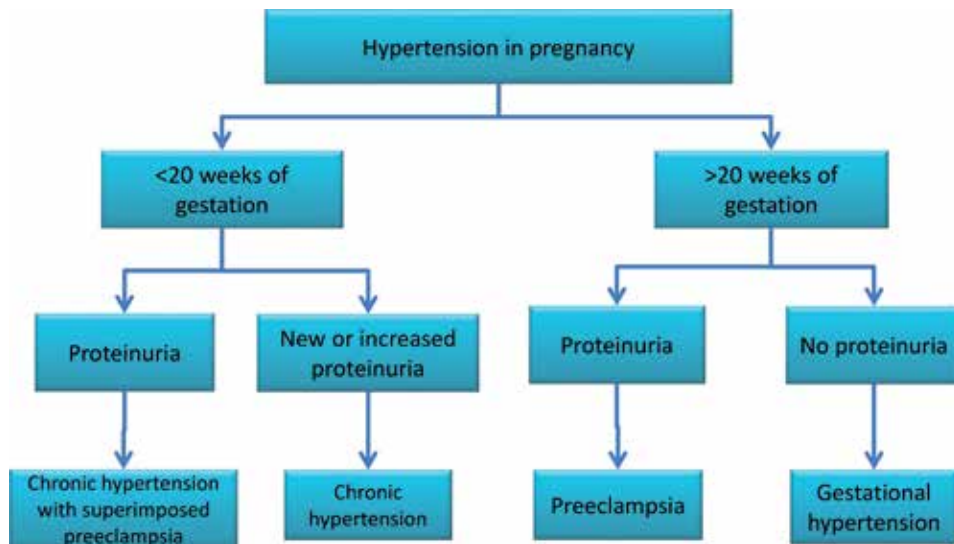 Hypertension in pregnancy
<20 weeks of
gestation
>20 weeks of
gestation
Proteinuria
New or increased
proteinuria
Proteinuria
No proteinuria
Chronic hypertension
with superimposed
preeclampsia
Chronic
hypertension
Preeclampsia
Gestational
hypertension